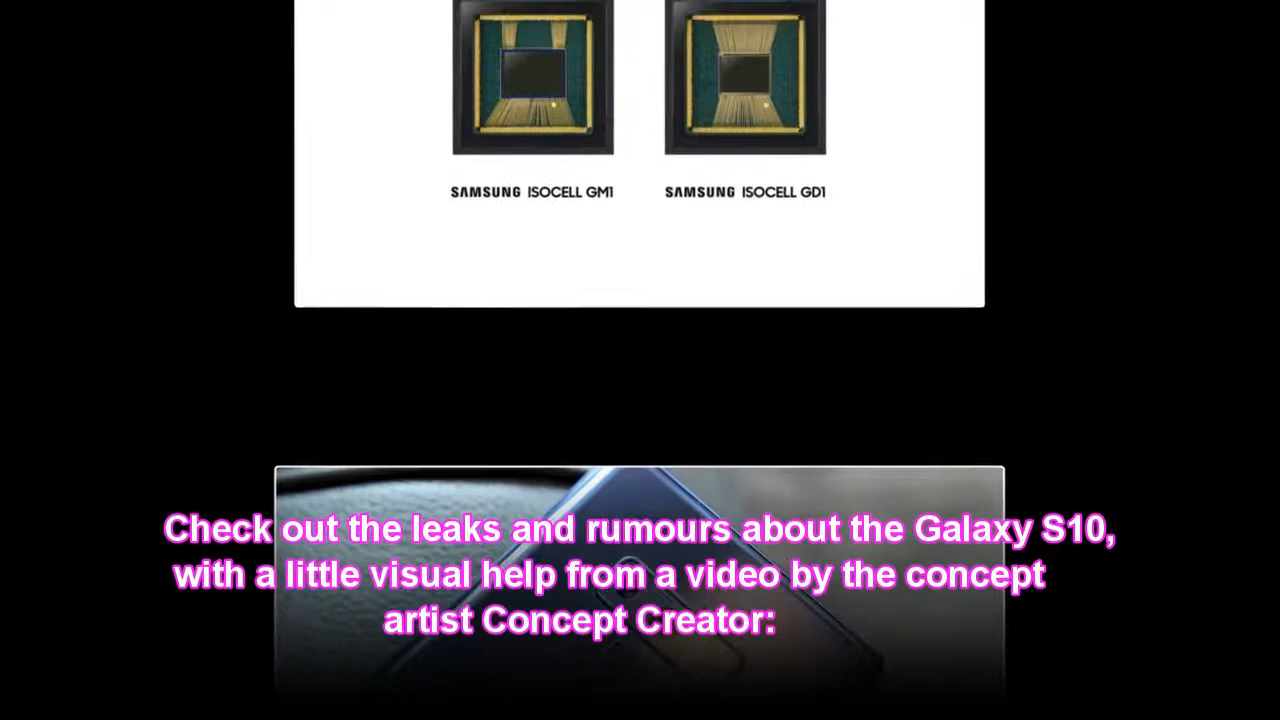 SAMSUNG ISOCELL GM1 SAMSUNG ISOCELL GD1
Check out the leaks and rumours about the Galaxy S10,
with a little visual help from a video by the concept
artist Concept Creator: